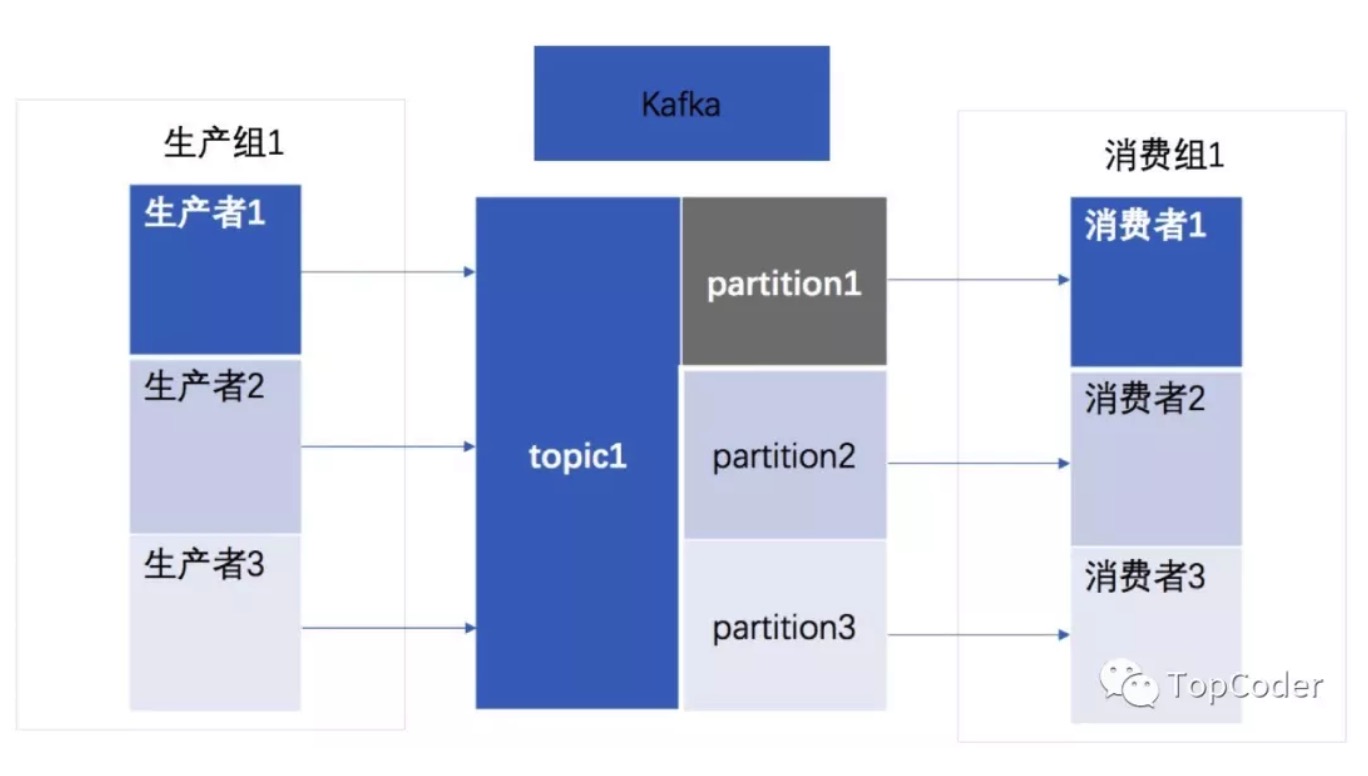 Kafka
生产组1
生产者1
生产者2
生产者3
topic1
partition1
partition2
partition3
消费组1
消费者1
消费者2
消费者3
TopCoder